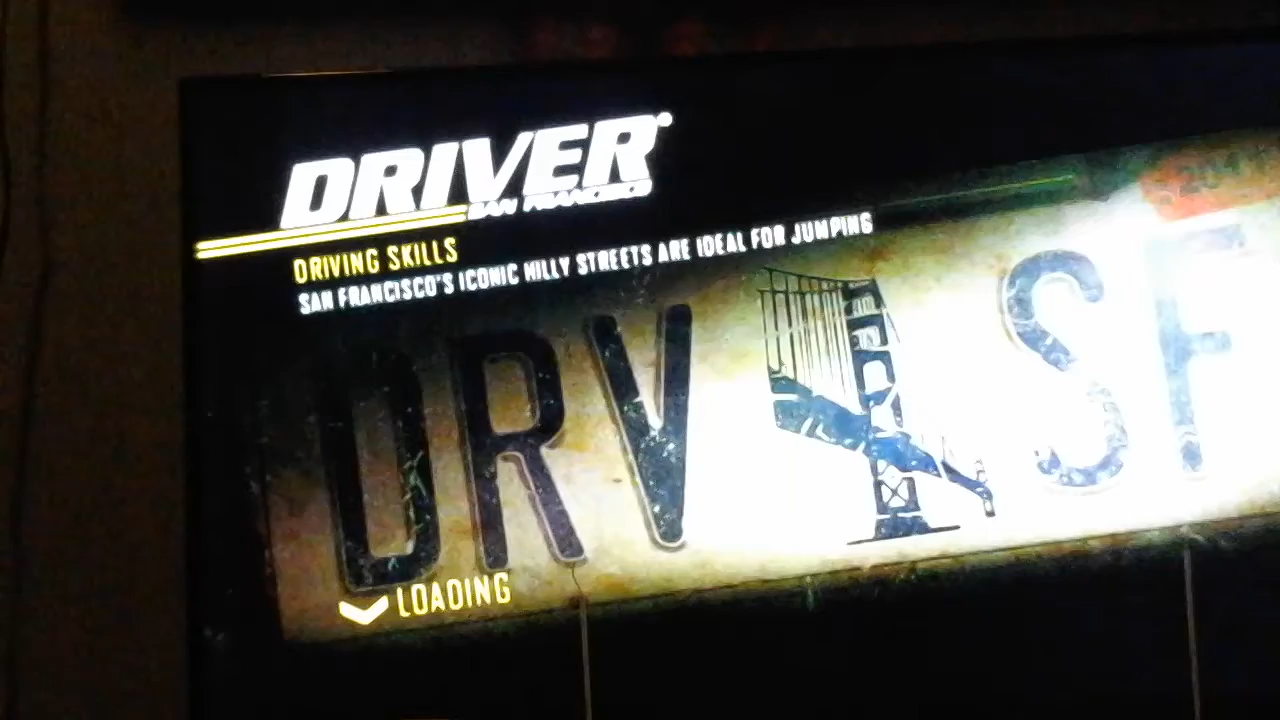 DRIVER
SAN FRANCISCO
DRIVING SKILLS
SAN FRANCISCO'S ICONIC HILLY STREETS ARE IDEAL FOR JUMPING
DRV SF
LOADING